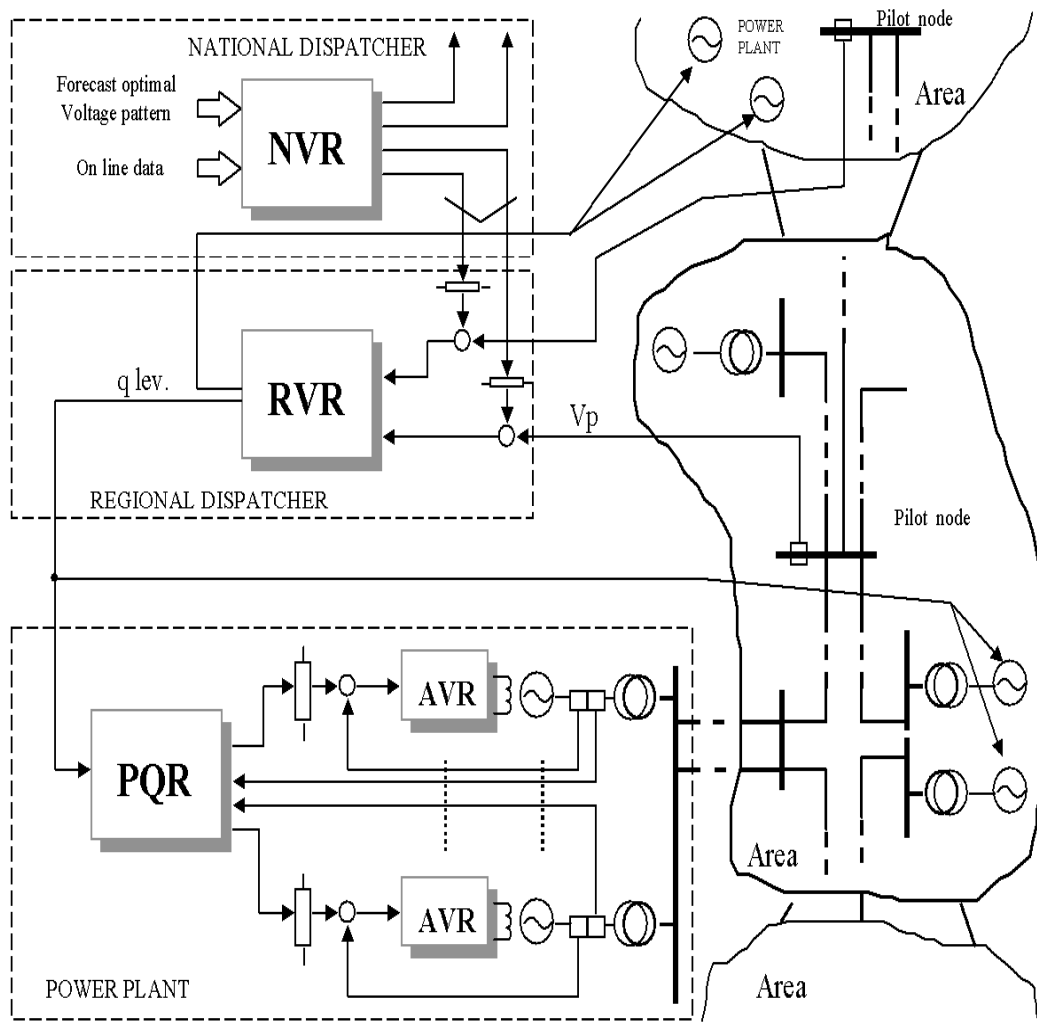 NATIONAL DISPATCHER
Forecast optimal
Voltage pattern
On line data
NVR
POWER
PLANT
Pilot node
Area
q lev.
RVR
Vp
REGIONAL DISPATCHER
Pilot node
PQR
AVR
AVR
POWER PLANT
Area
Area